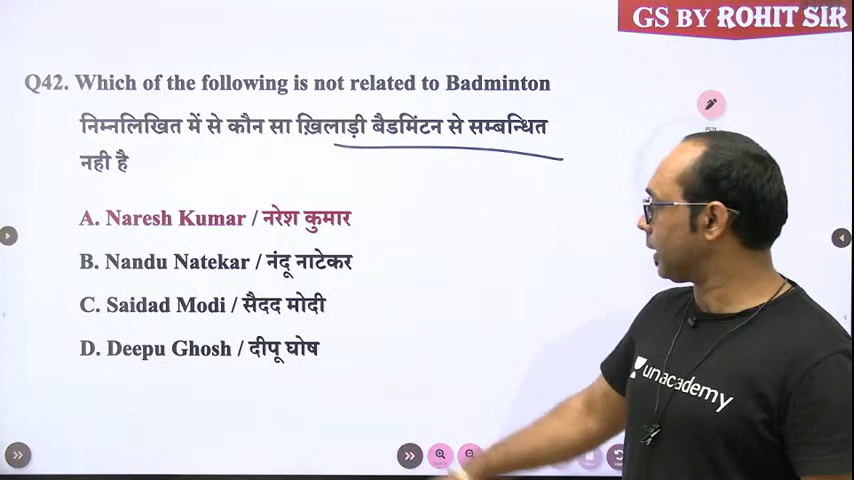 GS BY ROHIT SIR
Q42. Which of the following is not related to Badminton
निम्नलिखित में से कौन सा ख़िलाड़ी बैडमिंटन से सम्बन्धित
नही है
PEN
A. Naresh Kumar / नरेश कुमार
B. Nandu Natekar / नंदू नाटेकर
C. Saidad Modi / सैदद मोदी
D. Deepu Ghosh / दीपू घोष
unacademy